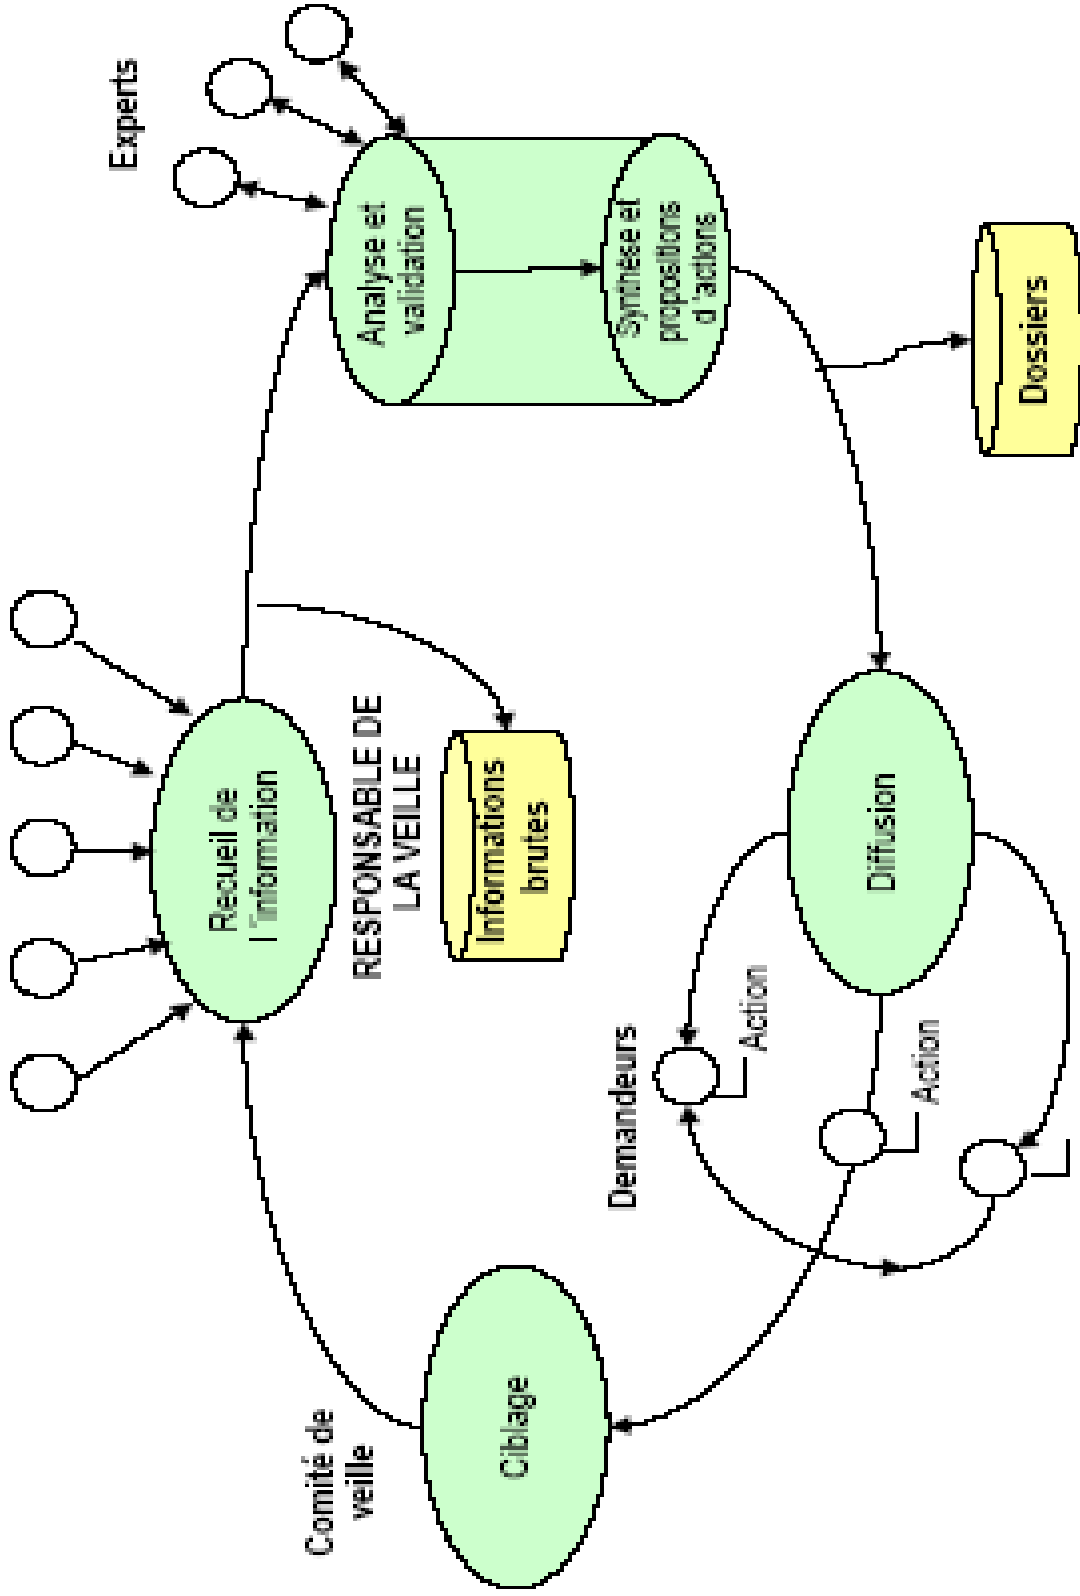 Experts
Recueil de
l'information
Analyse et
validation
RESPONSABLE DE
LA VEILLE
Informations
brutes
Synthèse et
propositions
d'actions
Comité de
veille
Ciblage
Demandeurs
Action
Action
Diffusion
Dossiers